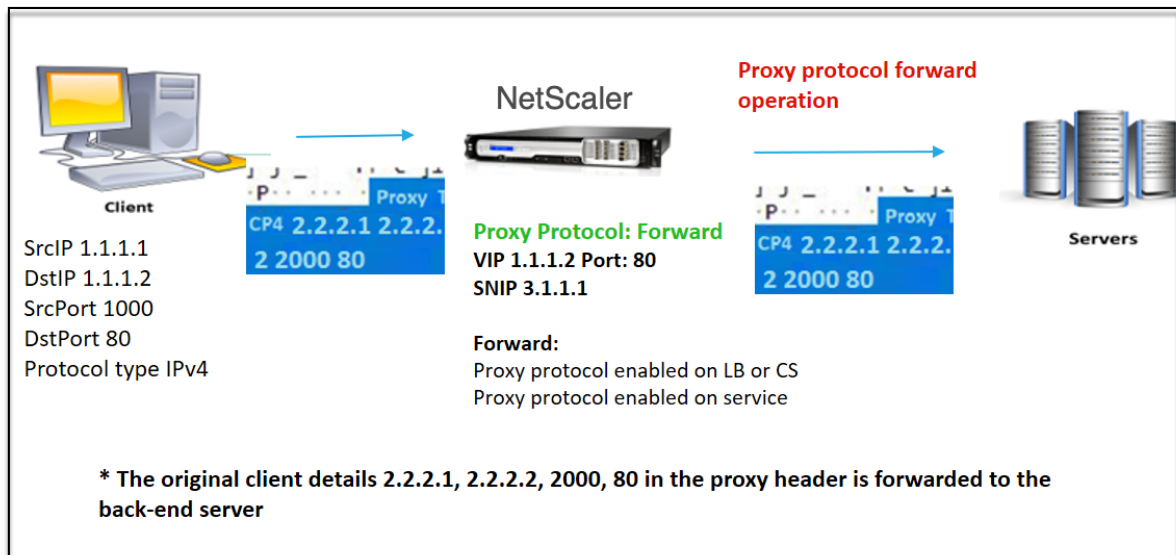 NetScaler
Proxy protocol forward
operation
Client
Servers
P
Proxy
CP4 2.2.2.1 2.2.2.
2 2000 80
P
Proxy
CP4 2.2.2.1 2.2.2.
2 2000 80
SrcIP 1.1.1.1
DstIP 1.1.1.2
SrcPort 1000
DstPort 80
Protocol type IPv4
Proxy Protocol: Forward
VIP 1.1.1.2 Port: 80
SNIP 3.1.1.1
Forward:
Proxy protocol enabled on LB or CS
Proxy protocol enabled on service
* The original client details 2.2.2.1, 2.2.2.2, 2000, 80 in the proxy header is forwarded to the
back-end server